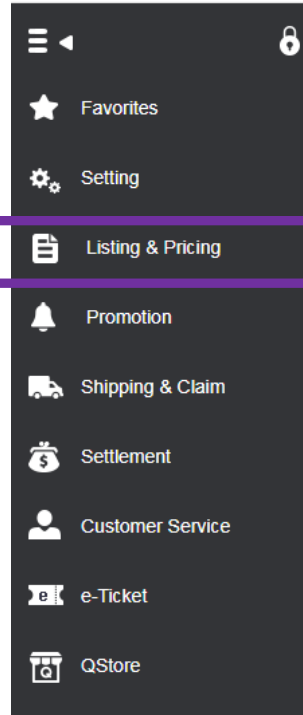 Favorites
Setting
Listing & Pricing
Promotion
Shipping & Claim
$
Settlement
Customer Service
e
e-Ticket
Q
QStore